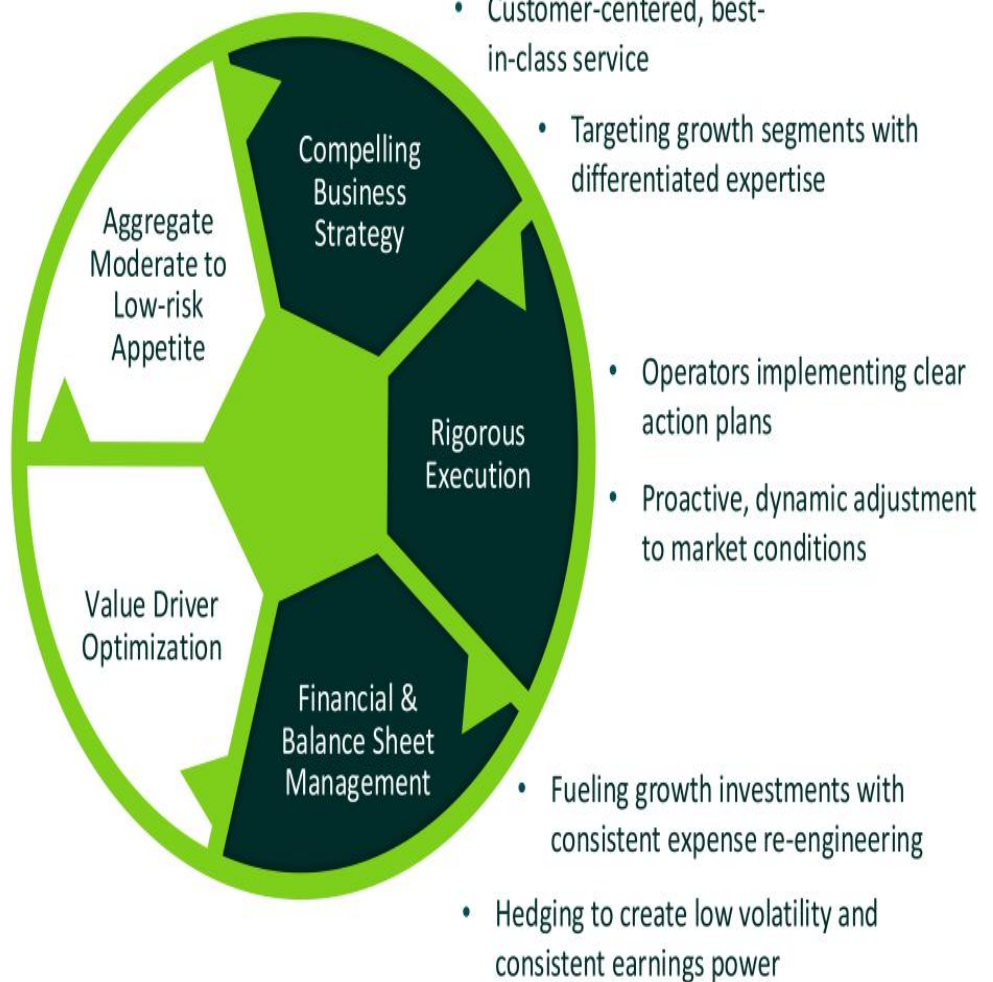 • Customer-centered, best-
in-class service
• Targeting growth segments with
differentiated expertise
Compelling
Business
Strategy
Aggregate
Moderate to
Low-risk
Appetite
• Operators implementing clear
action plans
Rigorous
Execution
• Proactive, dynamic adjustment
to market conditions
Value Driver
Optimization
Financial &
Balance Sheet
Management
• Fueling growth investments with
consistent expense re-engineering
• Hedging to create low volatility and
consistent earnings power